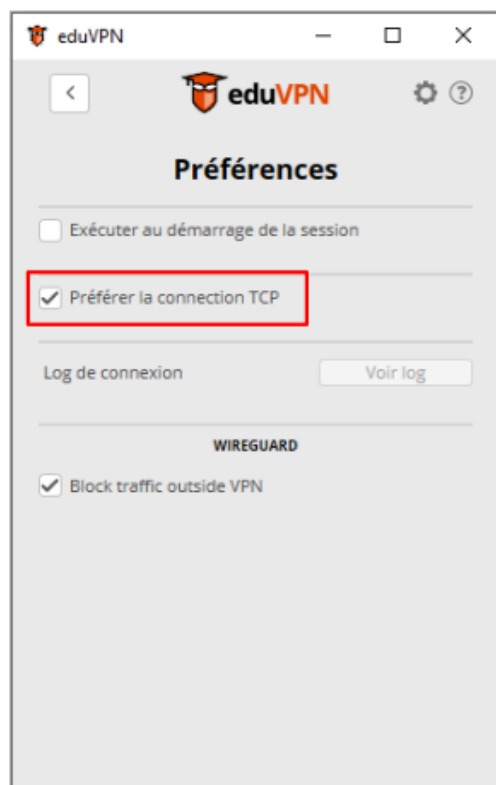 eduVPN
eduVPN
Préférences
Exécuter au démarrage de la session
Préférer la connection TCP
Log de connexion Voir log
WIREGUARD
Block traffic outside VPN